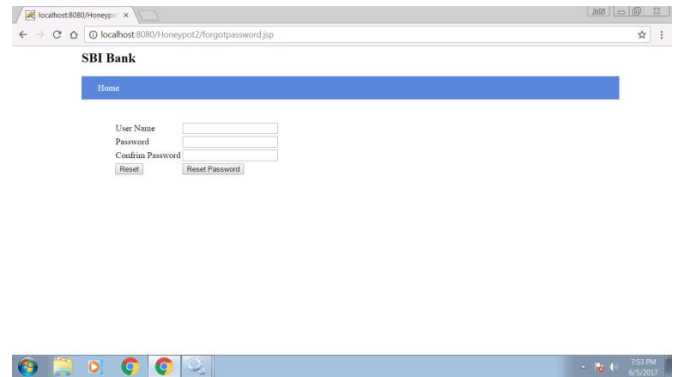 localhost:8080/Honeyp
localhost:8080/Honeypot2/forgotpassword.jsp
SBI Bank
Home
User Name
Password
Confrim Password
Reset Reset Password
7:53 PM
6/5/2017